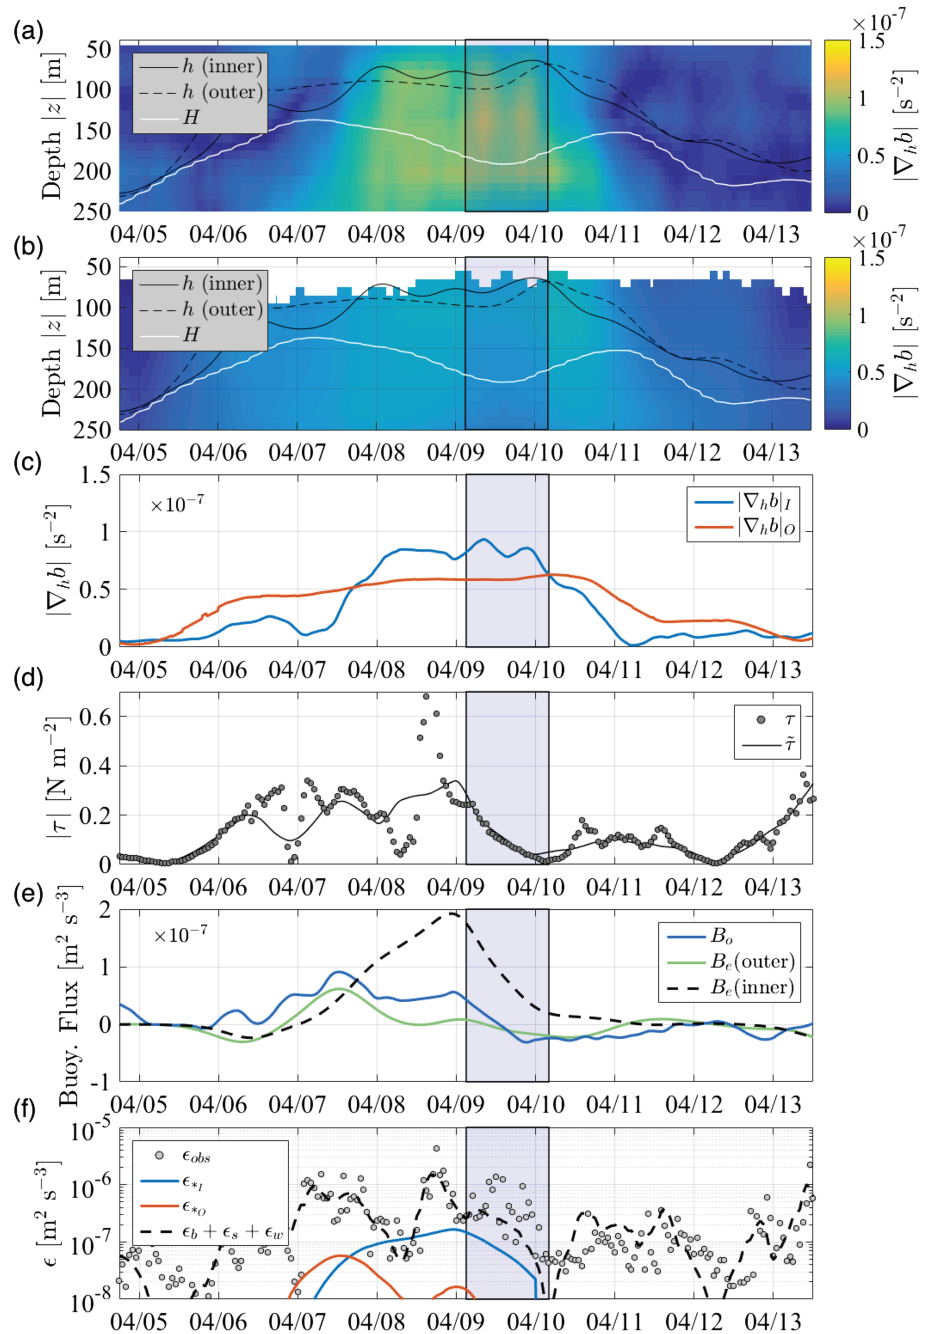 (a)
×10⁻⁷
50
100
150
200
250
Depth |z| [m]
h (inner)
h (outer)
H
1.5
1
0.5
0
|∇ₕb| [s⁻²]
04/05 04/06 04/07 04/08 04/09 04/10 04/11 04/12 04/13
(b)
×10⁻⁷
50
100
150
200
250
Depth |z| [m]
h (inner)
h (outer)
H
1.5
1
0.5
0
|∇ₕb| [s⁻²]
04/05 04/06 04/07 04/08 04/09 04/10 04/11 04/12 04/13
(c)
1.5
1
0.5
0
|∇ₕb| [s⁻²]
×10⁻⁷
|∇ₕb|_I
|∇ₕb|_O
04/05 04/06 04/07 04/08 04/09 04/10 04/11 04/12 04/13
(d)
0.6
0.4
0.2
0
|τ| [N m⁻²]
τ
τ̃
04/05 04/06 04/07 04/08 04/09 04/10 04/11 04/12 04/13
(e)
2
1
0
-1
Buoy. Flux [m² s⁻³]
×10⁻⁷
B_o
B_e(outer)
B_e(inner)
04/05 04/06 04/07 04/08 04/09 04/10 04/11 04/12 04/13
(f)
10⁻⁵
10⁻⁶
10⁻⁷
10⁻⁸
ϵ [m² s⁻³]
ϵ_obs
ϵ_*I
ϵ_*O
ϵ_b + ϵ_s + ϵ_w
04/05 04/06 04/07 04/08 04/09 04/10 04/11 04/12 04/13